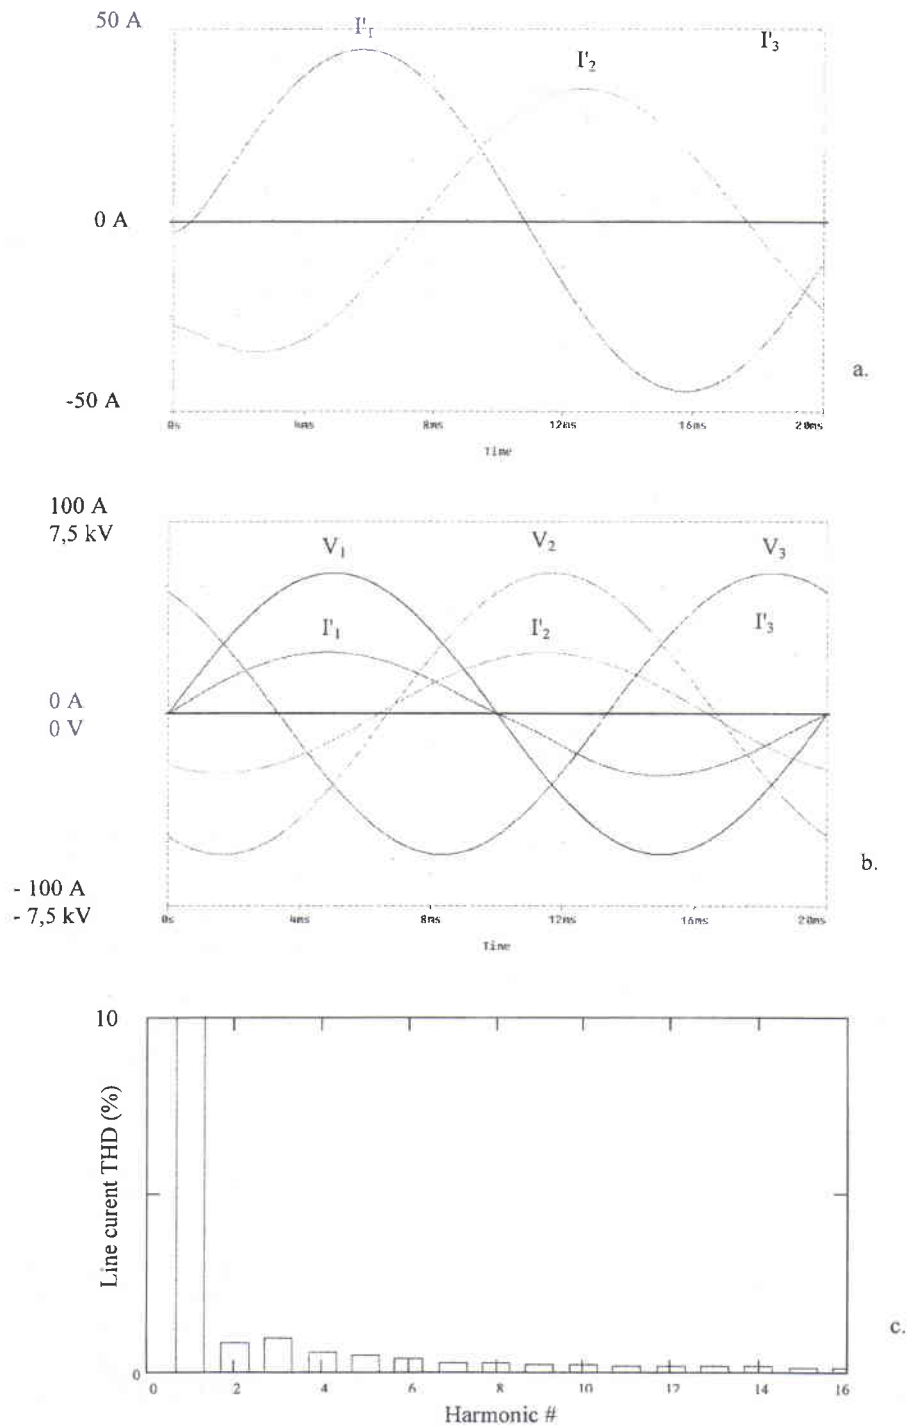 50 A
I'1
I'2
I'3
0 A
-50 A
a.
0s 4ms 8ms 12ms 16ms 20ms
Time
100 A
7,5 kV
V1 V2 V3
I'1 I'2 I'3
0 A
0 V
- 100 A
- 7,5 kV
b.
0s 4ms 8ms 12ms 16ms 20ms
Time
10
Line curent THD (%)
0
c.
0 2 4 6 8 10 12 14 16
Harmonic #